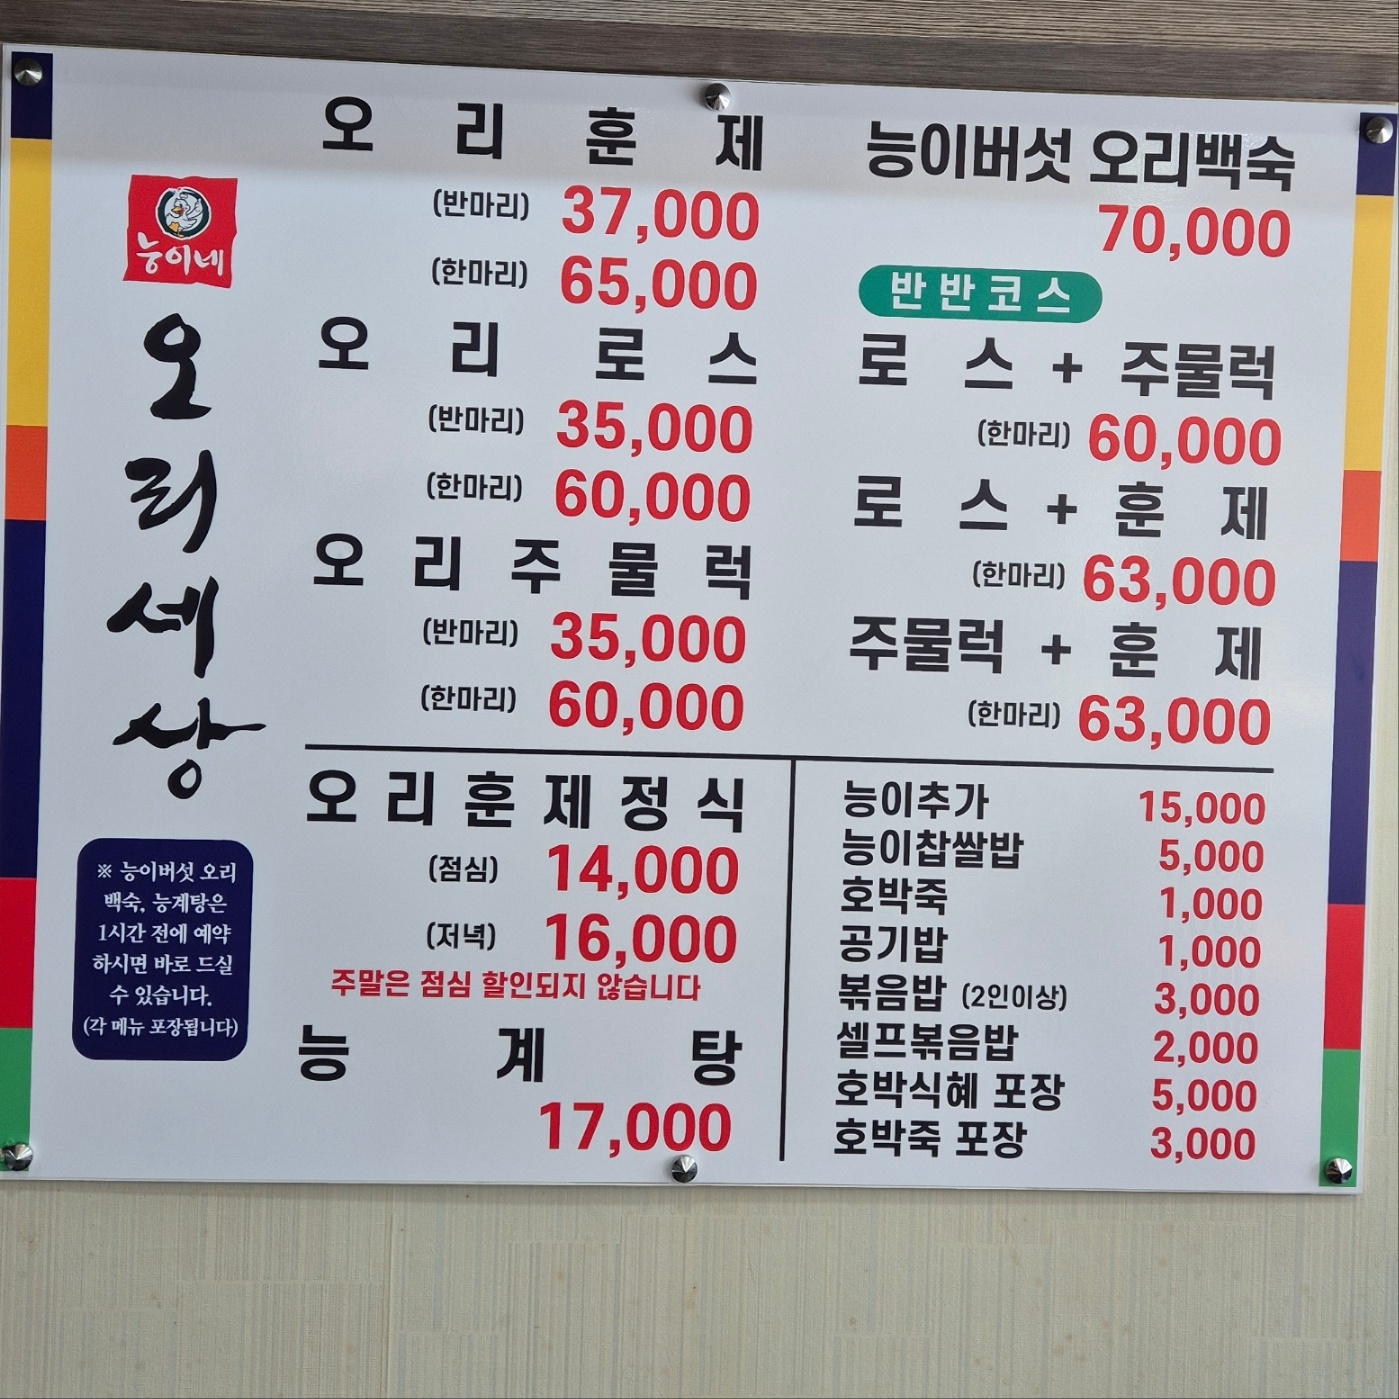 능이네
오리세상
※ 능이버섯 오리
백숙, 능계탕은
1시간 전에 예약
하시면 바로 드실
수 있습니다.
(각 메뉴 포장됩니다)
오리훈제
(반마리) 37,000
(한마리) 65,000
오리로스
(반마리) 35,000
(한마리) 60,000
오리주물럭
(반마리) 35,000
(한마리) 60,000
능이버섯 오리백숙
70,000
반반코스
로스+주물럭
(한마리) 60,000
로스+훈제
(한마리) 63,000
주물럭+훈제
(한마리) 63,000
오리훈제정식
(점심) 14,000
(저녁) 16,000
주말은 점심 할인되지 않습니다
능계탕
17,000
능이추가 15,000
능이찹쌀밥 5,000
호박죽 1,000
공기밥 1,000
볶음밥 (2인이상) 3,000
셀프볶음밥 2,000
호박식혜 포장 5,000
호박죽 포장 3,000